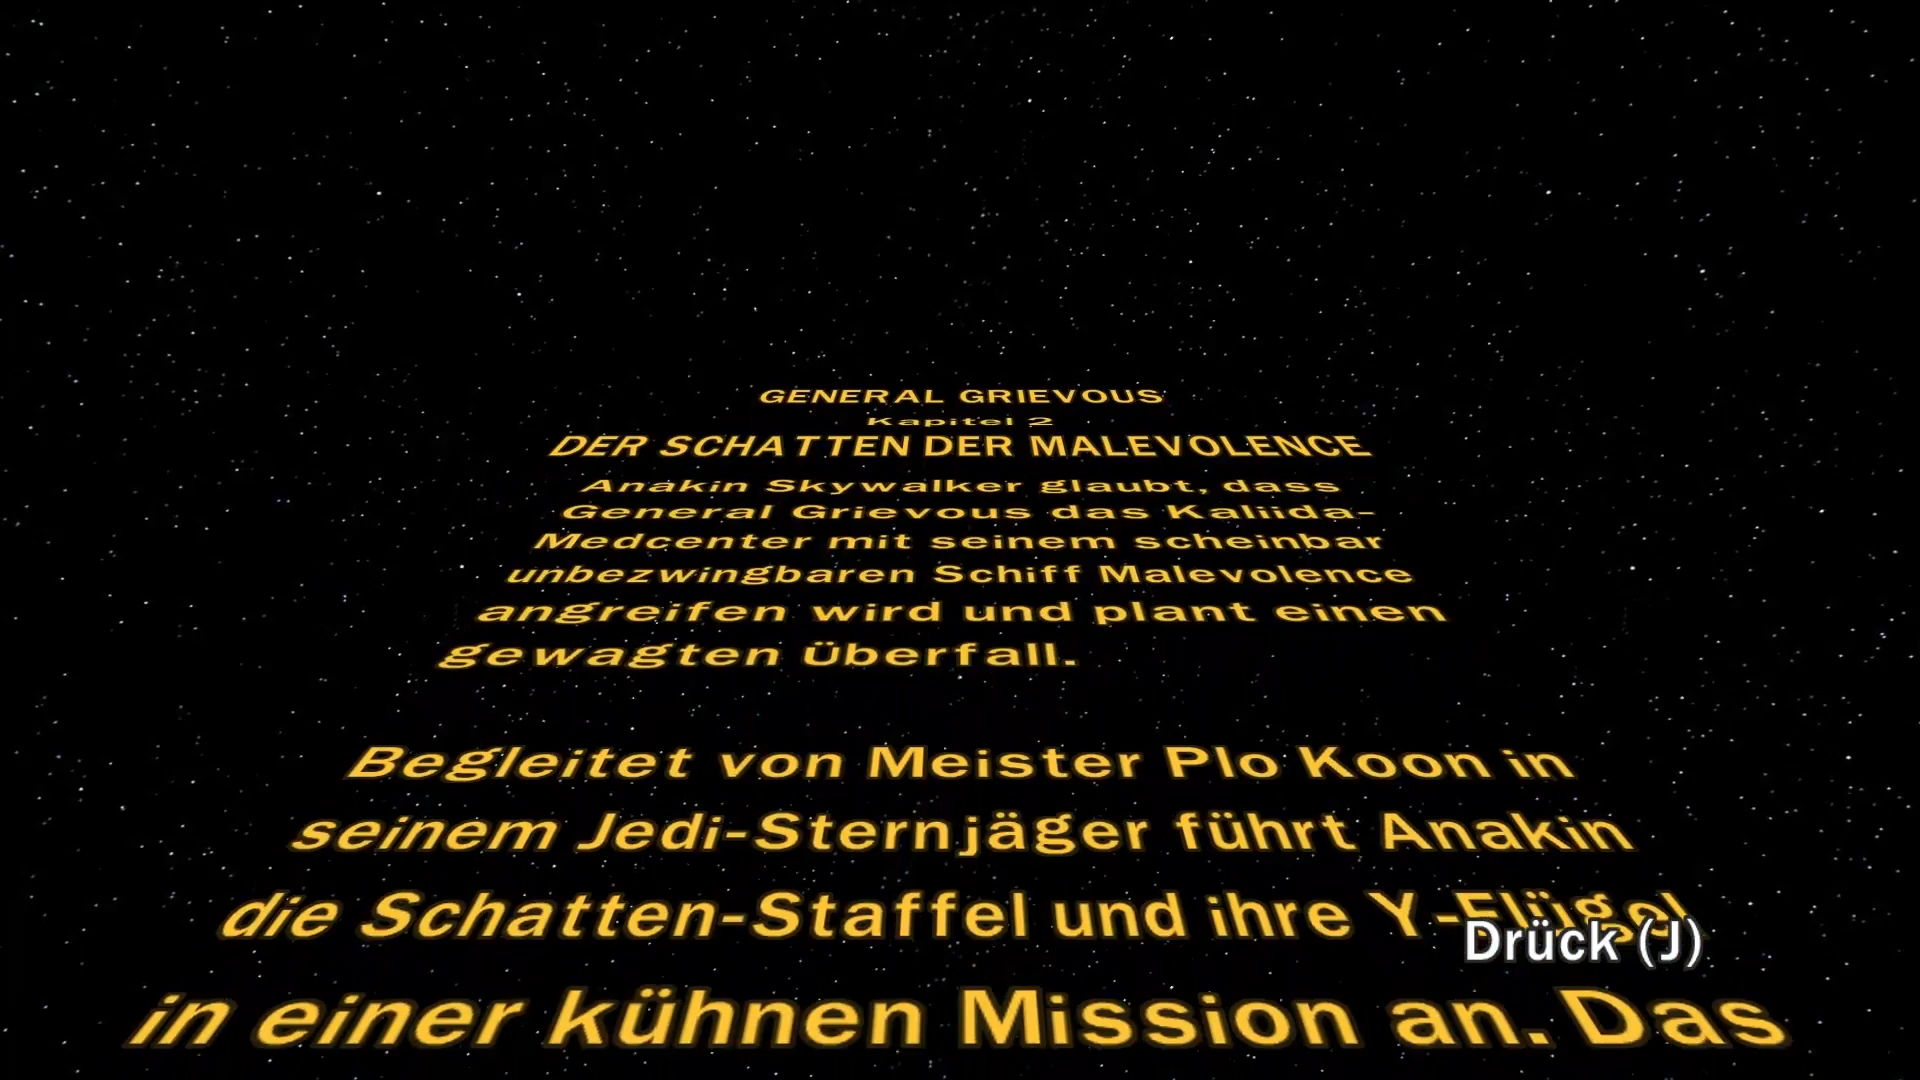 GENERAL GRIEVOUS
Kapitel 2
DER SCHATTEN DER MALEVOLENCE
Anakin Skywalker glaubt, dass
General Grievous das Kaliida-
Medcenter mit seinem scheinbar
unbezwingbaren Schiff Malevolence
angreifen wird und plant einen
gewagten Überfall.
Begleitet von Meister Plo Koon in
seinem Jedi-Sternjäger führt Anakin
die Schatten-Staffel und ihre Y-Flügel
Drück (J)
in einer kühnen Mission an. Das